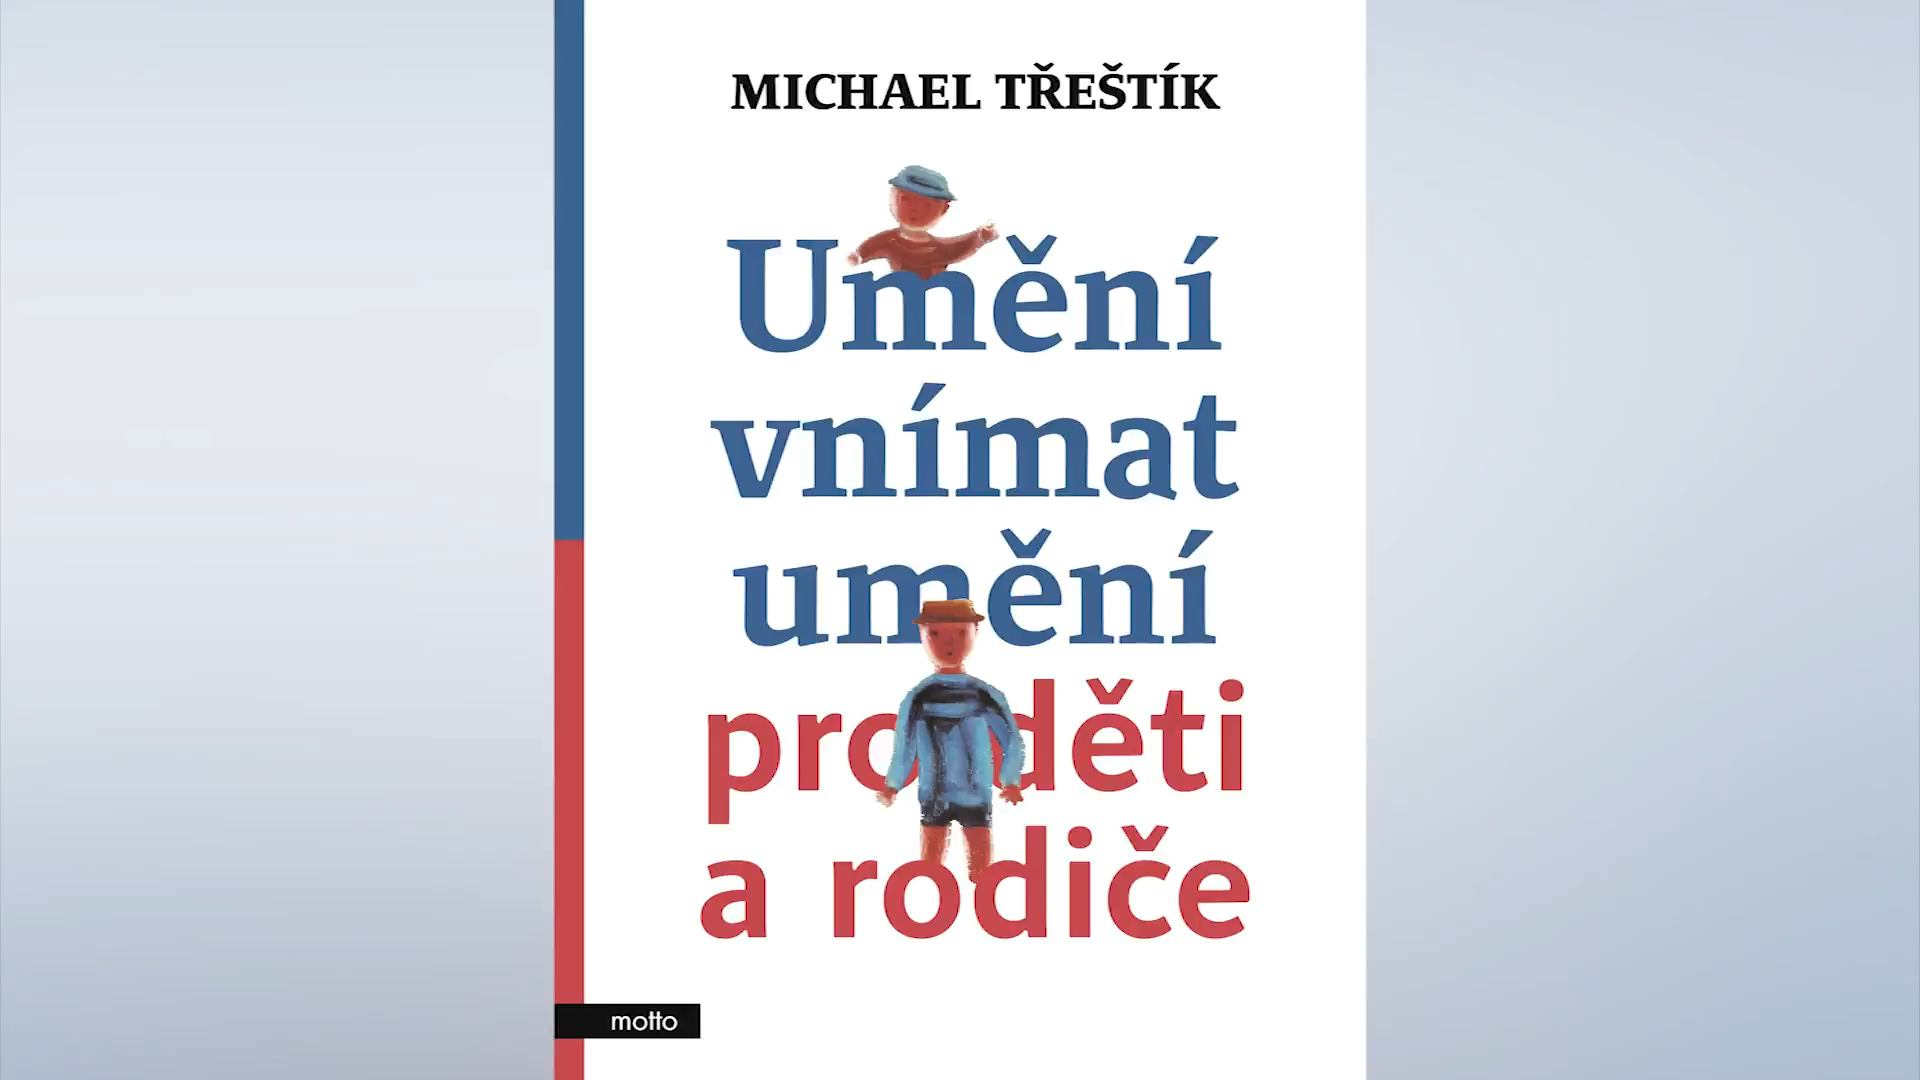 MICHAEL TŘEŠTÍK
Umění
vnímat
umění
pro děti
a rodiče
motto